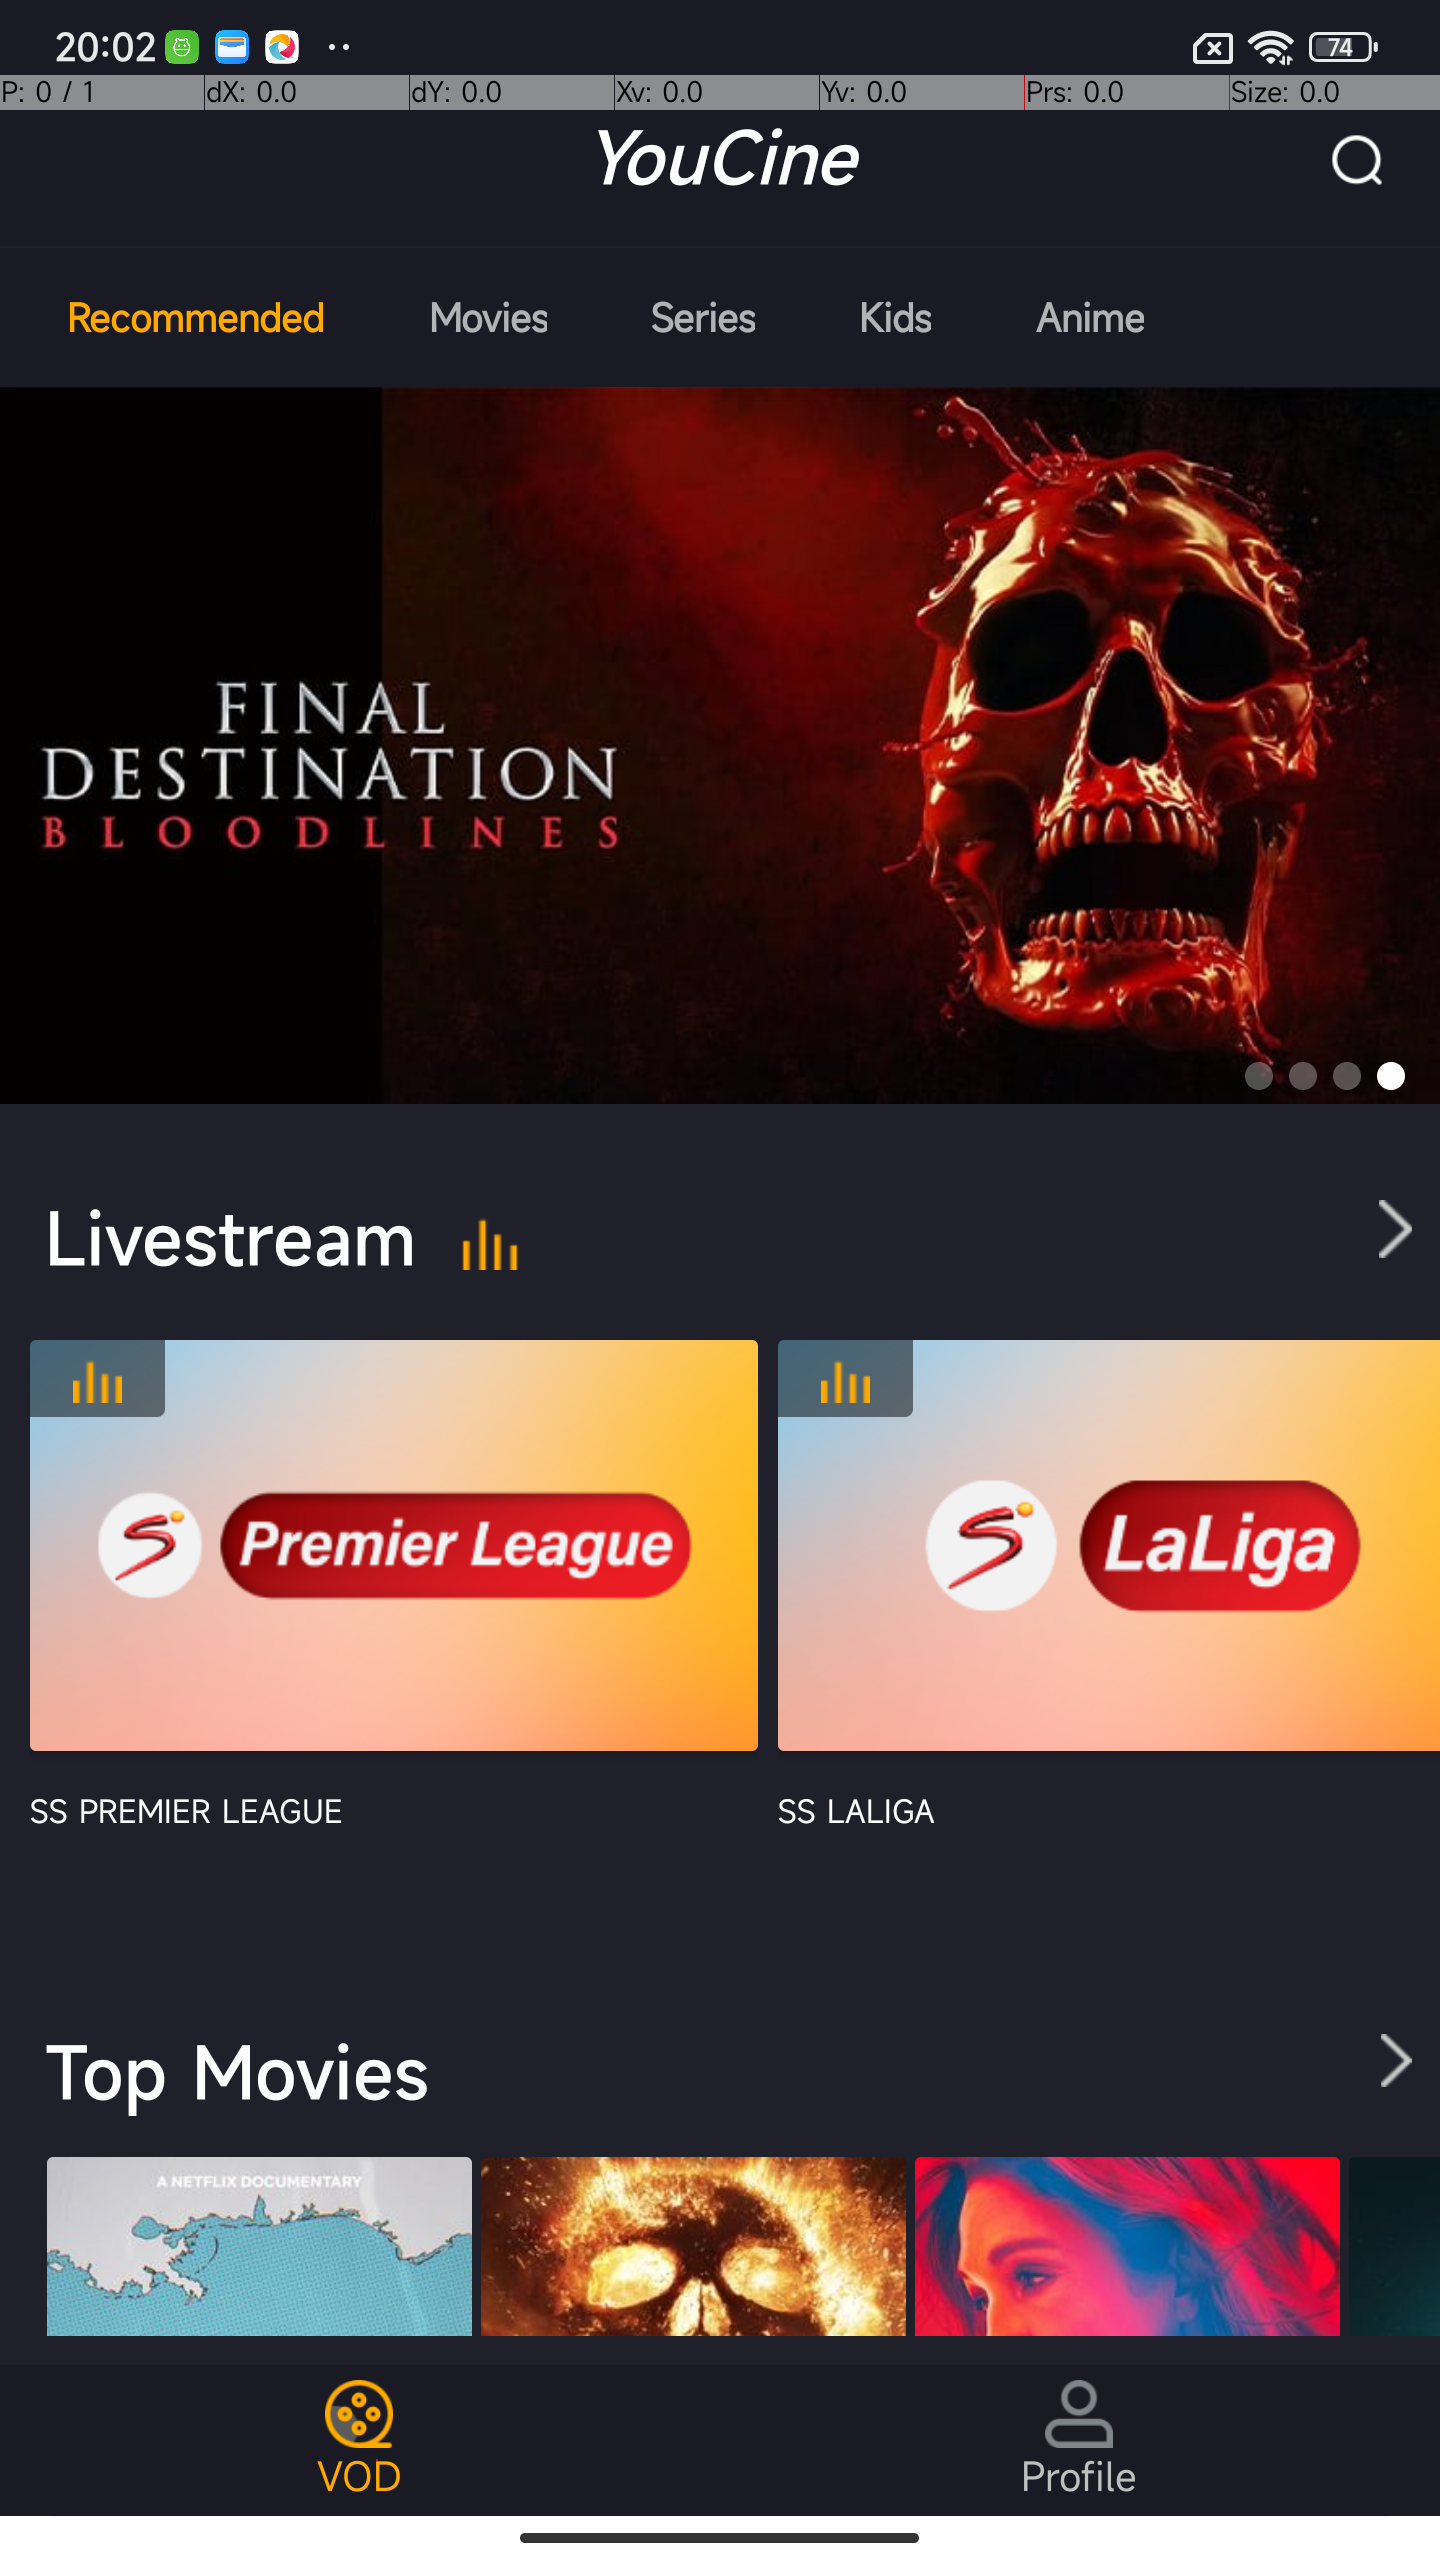 20:02
74
P: 0 / 1 dX: 0.0 dY: 0.0 Xv: 0.0 Yv: 0.0 Prs: 0.0 Size: 0.0
YouCine
Recommended Movies Series Kids Anime
FINAL
DESTINATION
BLOODLINES
Livestream
Premier League
LaLiga
SS PREMIER LEAGUE
SS LALIGA
Top Movies
A NETFLIX DOCUMENTARY
VOD
Profile